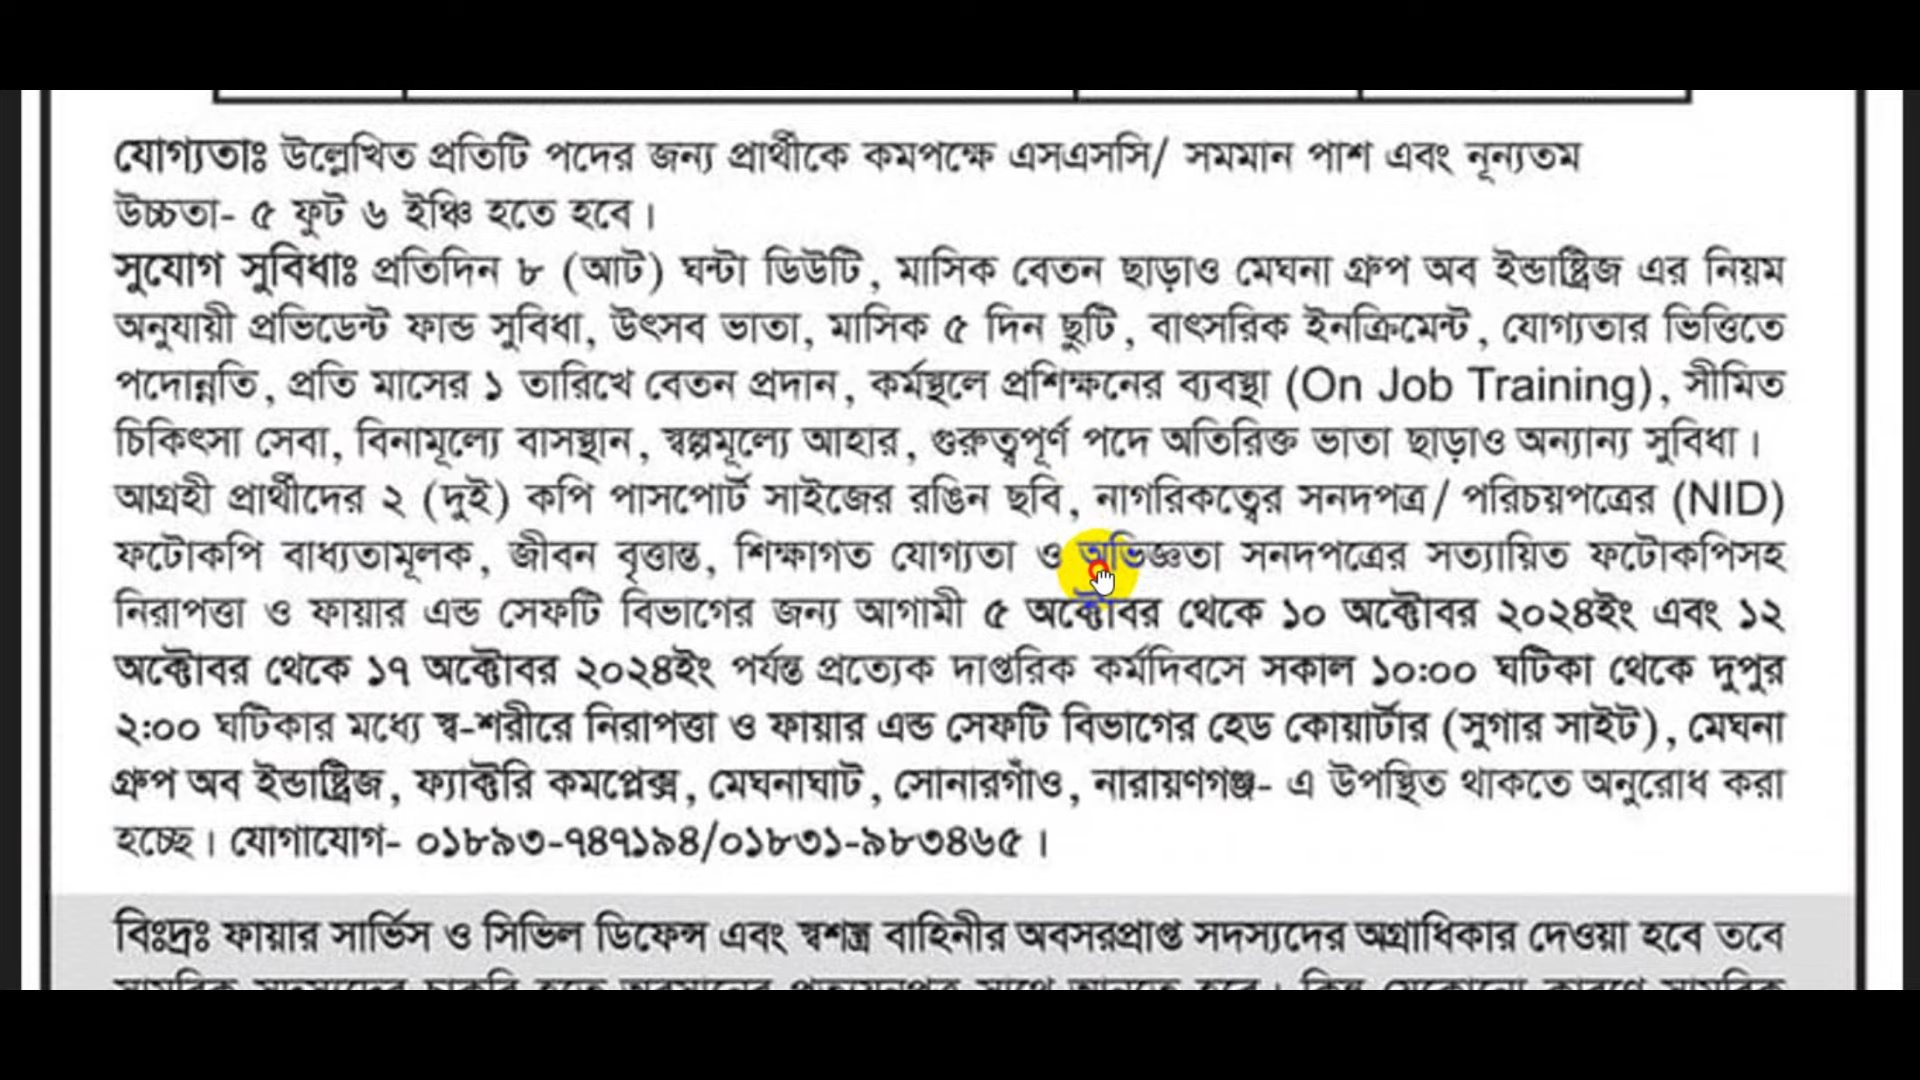 যোগ্যতাঃ উল্লেখিত প্রতিটি পদের জন্য প্রার্থীকে কমপক্ষে এসএসসি/ সমমান পাশ এবং নূন্যতম
উচ্চতা- ৫ ফুট ৬ ইঞ্চি হতে হবে।
সুযোগ সুবিধাঃ প্রতিদিন ৮ (আট) ঘন্টা ডিউটি, মাসিক বেতন ছাড়াও মেঘনা গ্রুপ অব ইন্ডাষ্ট্রিজ এর নিয়ম
অনুযায়ী প্রভিডেন্ট ফান্ড সুবিধা, উৎসব ভাতা, মাসিক ৫ দিন ছুটি, বাৎসরিক ইনক্রিমেন্ট, যোগ্যতার ভিত্তিতে
পদোন্নতি, প্রতি মাসের ১ তারিখে বেতন প্রদান, কর্মস্থলে প্রশিক্ষনের ব্যবস্থা (On Job Training), সীমিত
চিকিৎসা সেবা, বিনামূল্যে বাসস্থান, স্বল্পমূল্যে আহার, গুরুত্বপূর্ণ পদে অতিরিক্ত ভাতা ছাড়াও অন্যান্য সুবিধা।
আগ্রহী প্রার্থীদের ২ (দুই) কপি পাসপোর্ট সাইজের রঙিন ছবি, নাগরিকত্বের সনদপত্র/ পরিচয়পত্রের (NID)
ফটোকপি বাধ্যতামূলক, জীবন বৃত্তান্ত, শিক্ষাগত যোগ্যতা ও অভিজ্ঞতা সনদপত্রের সত্যায়িত ফটোকপিসহ
নিরাপত্তা ও ফায়ার এন্ড সেফটি বিভাগের জন্য আগামী ৫ অক্টোবর থেকে ১০ অক্টোবর ২০২৪ইং এবং ১২
অক্টোবর থেকে ১৭ অক্টোবর ২০২৪ইং পর্যন্ত প্রত্যেক দাপ্তরিক কর্মদিবসে সকাল ১০:০০ ঘটিকা থেকে দুপুর
২:০০ ঘটিকার মধ্যে স্ব-শরীরে নিরাপত্তা ও ফায়ার এন্ড সেফটি বিভাগের হেড কোয়ার্টার (সুগার সাইট), মেঘনা
গ্রুপ অব ইন্ডাষ্ট্রিজ, ফ্যাক্টরি কমপ্লেক্স, মেঘনাঘাট, সোনারগাঁও, নারায়ণগঞ্জ- এ উপস্থিত থাকতে অনুরোধ করা
হচ্ছে। যোগাযোগ- ০১৮৯৩-৭৪৭১৯৪/০১৮৩১-৯৮৩৪৬৫।
বিঃদ্রঃ ফায়ার সার্ভিস ও সিভিল ডিফেন্স এবং স্বশস্ত্র বাহিনীর অবসরপ্রাপ্ত সদস্যদের অগ্রাধিকার দেওয়া হবে তবে